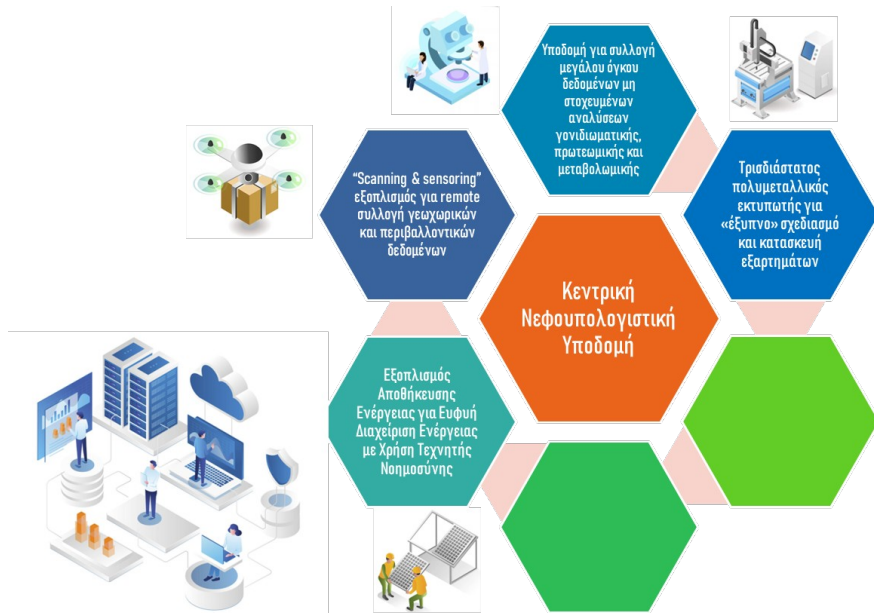 Υποδομή για συλλογή
μεγάλου όγκου
δεδομένων μη
στοχευμένων
αναλύσεων
γονιδιωματικής,
πρωτεωμικής και
μεταβολωμικής
“Scanning & sensoring”
εξοπλισμός για remote
συλλογή γεωχωρικών
και περιβαλλοντικών
δεδομένων
Τρισδιάστατος
πολυμεταλλικός
εκτυπωτής για
«έξυπνο» σχεδιασμό
και κατασκευή
εξαρτημάτων
Κεντρική
Νεφουπολογιστική
Υποδομή
Εξοπλισμός
Αποθήκευσης
Ενέργειας για Ευφυή
Διαχείριση Ενέργειας
με Χρήση Τεχνητής
Νοημοσύνης